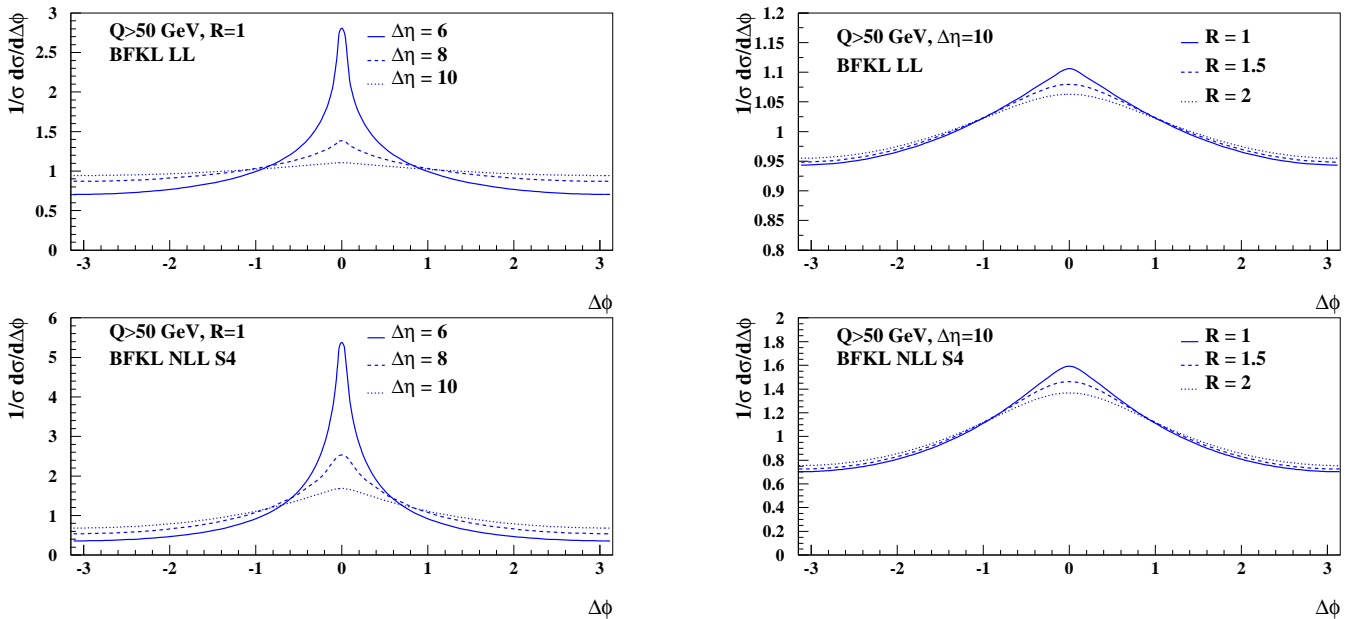 1/σ dσ/dΔϕ
Q>50 GeV, R=1
BFKL LL
Δη = 6
Δη = 8
Δη = 10
3
2.5
2
1.5
1
0.5
0
-3 -2 -1 0 1 2 3
Δϕ
1/σ dσ/dΔϕ
Q>50 GeV, Δη=10
BFKL LL
R = 1
R = 1.5
R = 2
1.2
1.15
1.1
1.05
1
0.95
0.9
0.85
0.8
-3 -2 -1 0 1 2 3
Δϕ
1/σ dσ/dΔϕ
Q>50 GeV, R=1
BFKL NLL S4
Δη = 6
Δη = 8
Δη = 10
6
5
4
3
2
1
0
-3 -2 -1 0 1 2 3
Δϕ
1/σ dσ/dΔϕ
Q>50 GeV, Δη=10
BFKL NLL S4
R = 1
R = 1.5
R = 2
2
1.8
1.6
1.4
1.2
1
0.8
0.6
0.4
0.2
0
-3 -2 -1 0 1 2 3
Δϕ